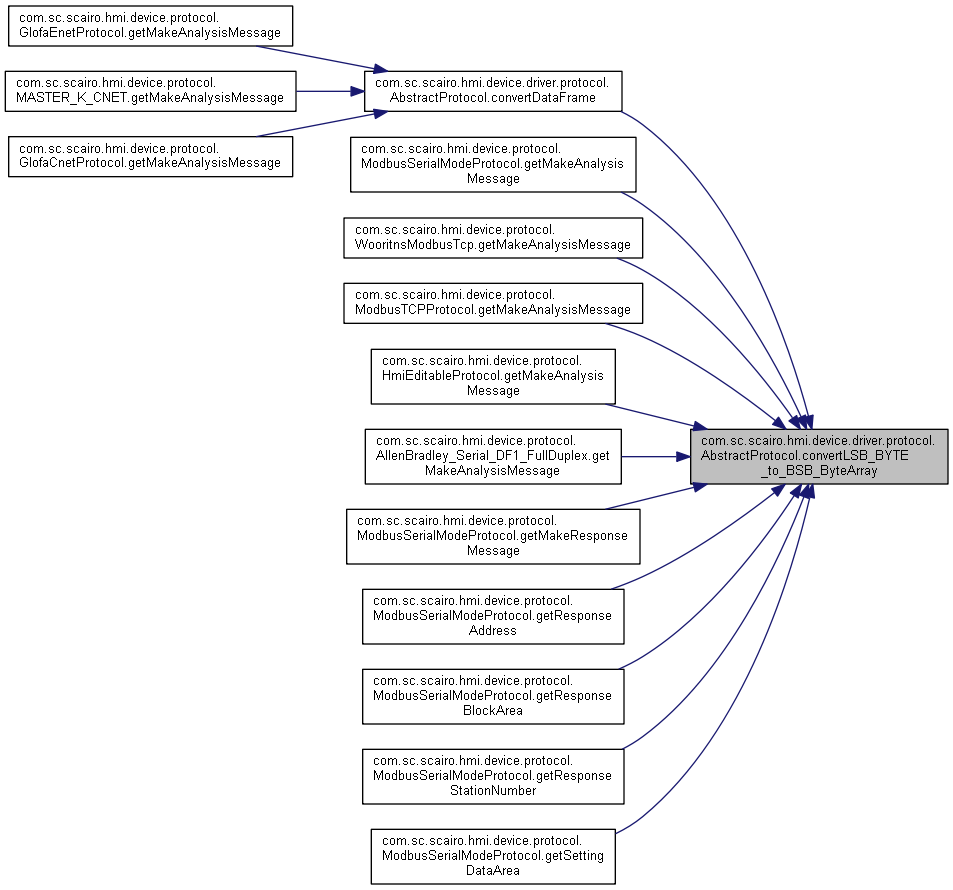 com.sc.scairo.hmi.device.protocol.
GlofaEnetProtocol.getMakeAnalysisMessage
com.sc.scairo.hmi.device.protocol.
MASTER_K_CNET.getMakeAnalysisMessage
com.sc.scairo.hmi.device.protocol.
GlofaCnetProtocol.getMakeAnalysisMessage
com.sc.scairo.hmi.device.driver.protocol.
AbstractProtocol.convertDataFrame
com.sc.scairo.hmi.device.protocol.
ModbusSerialModeProtocol.getMakeAnalysis
Message
com.sc.scairo.hmi.device.protocol.
WooritnsModbusTcp.getMakeAnalysisMessage
com.sc.scairo.hmi.device.protocol.
ModbusTCPProtocol.getMakeAnalysisMessage
com.sc.scairo.hmi.device.protocol.
HmiEditableProtocol.getMakeAnalysis
Message
com.sc.scairo.hmi.device.protocol.
AllenBradley_Serial_DF1_FullDuplex.get
MakeAnalysisMessage
com.sc.scairo.hmi.device.protocol.
ModbusSerialModeProtocol.getMakeResponse
Message
com.sc.scairo.hmi.device.protocol.
ModbusSerialModeProtocol.getResponse
Address
com.sc.scairo.hmi.device.protocol.
ModbusSerialModeProtocol.getResponse
BlockArea
com.sc.scairo.hmi.device.protocol.
ModbusSerialModeProtocol.getResponse
StationNumber
com.sc.scairo.hmi.device.protocol.
ModbusSerialModeProtocol.getSetting
DataArea
com.sc.scairo.hmi.device.driver.protocol.
AbstractProtocol.convertLSB_BYTE
_to_BSB_ByteArray